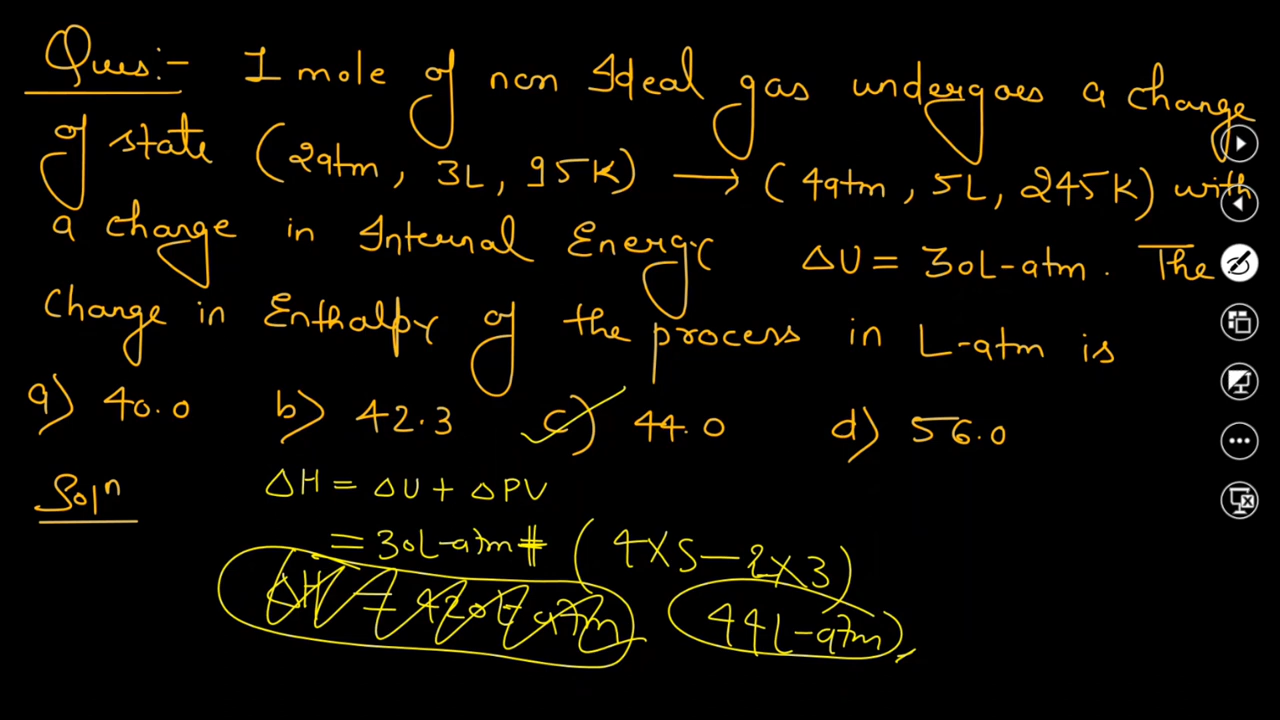 Ques:- 1 mole of non Ideal gas undergoes a change
of state (2atm, 3L, 95K) → (4atm, 5L, 245K) with
a change in Internal Energy ΔU = 30L-atm. The
Change in Enthalpy of the process in L-atm is
a) 40.0 b) 42.3 c) 44.0 d) 56.0
Solⁿ ΔH = ΔU + ΔPV
= 30L-atm + (4×5-2×3)
44L-atm,